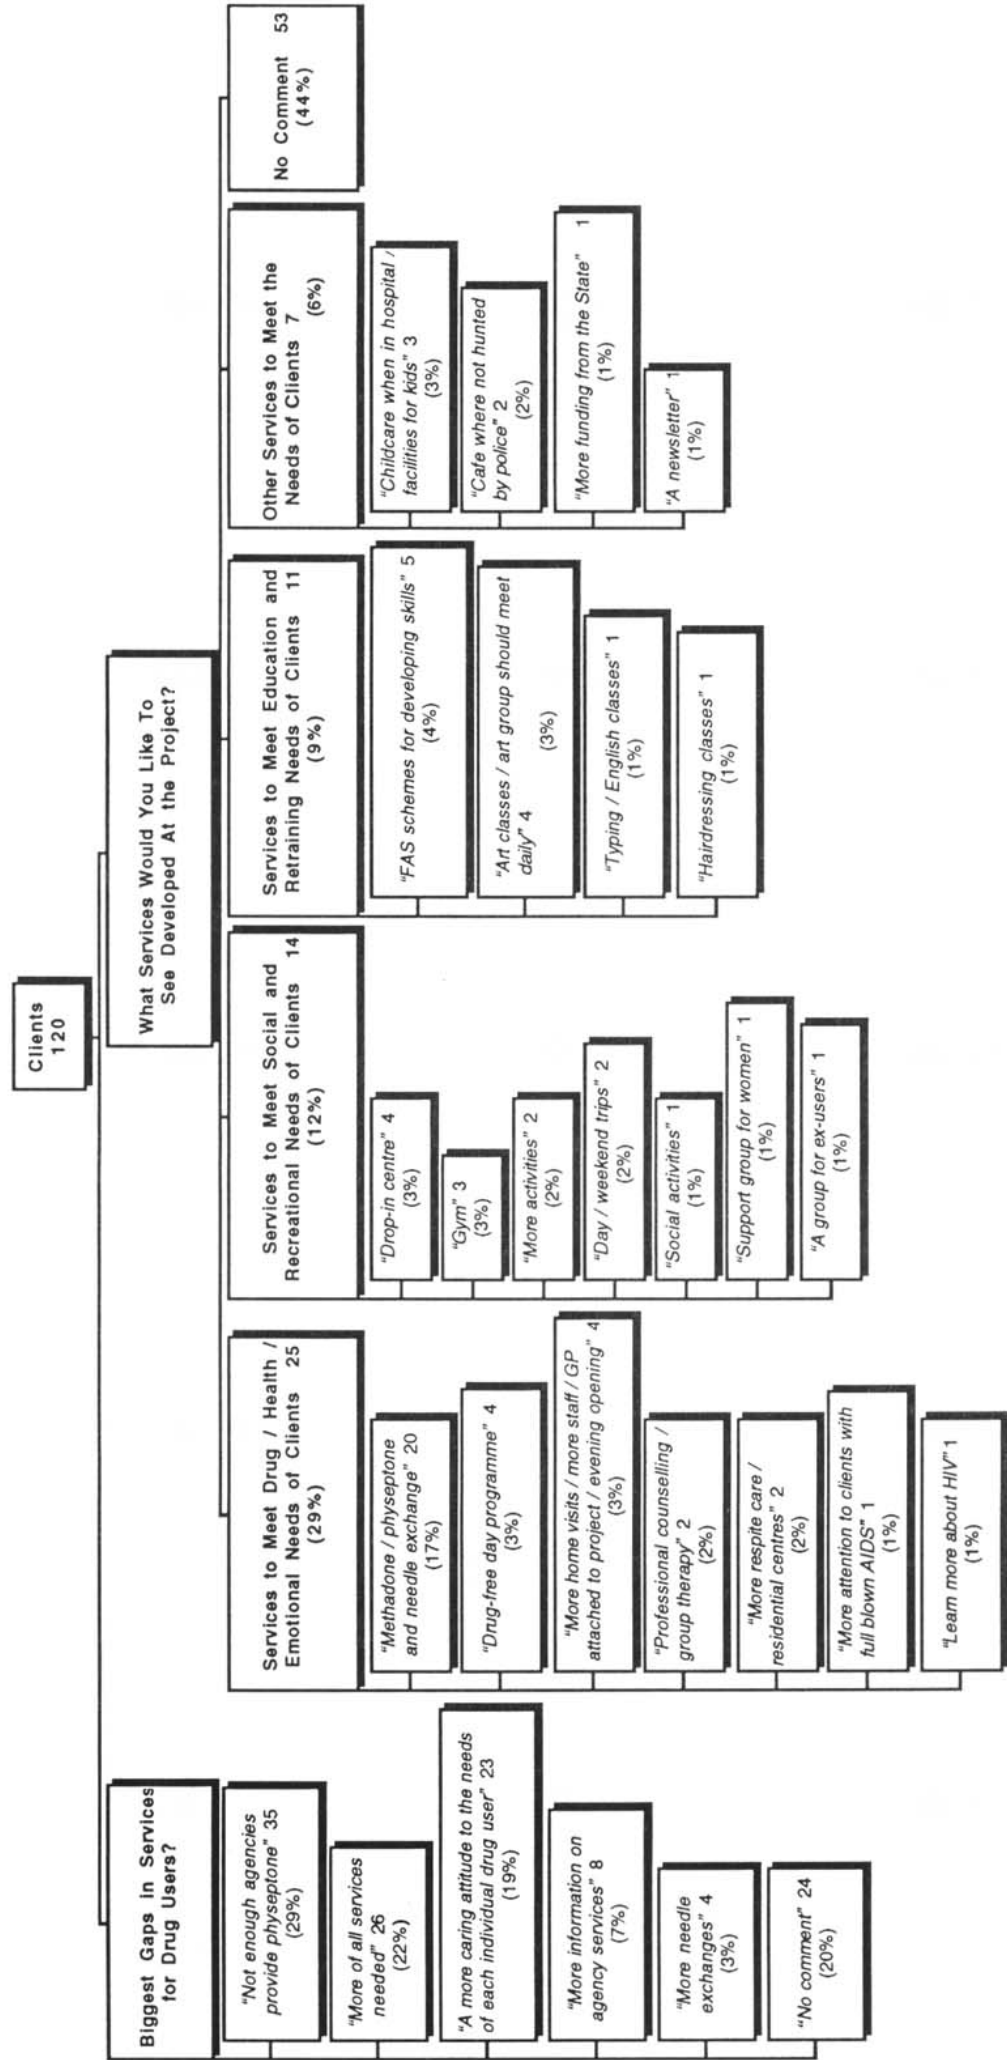 Clients
120
Biggest Gaps in Services
for Drug Users?
"Not enough agencies
provide physeptone" 35
(29%)
"More of all services
needed" 26
(22%)
"A more caring attitude to the needs
of each individual drug user" 23
(19%)
"More information on
agency services" 8
(7%)
"More needle
exchanges" 4
(3%)
"No comment" 24
(20%)
What Services Would You Like To
See Developed At the Project?
Services to Meet Drug / Health /
Emotional Needs of Clients 25
(29%)
"Methadone / physeptone
and needle exchange" 20
(17%)
"Drug-free day programme" 4
(3%)
"More home visits / more staff / GP
attached to project / evening opening" 4
(3%)
"Professional counselling /
group therapy" 2
(2%)
"More respite care /
residential centres" 2
(2%)
"More attention to clients with
full blown AIDS" 1
(1%)
"Learn more about HIV" 1
(1%)
Services to Meet Social and
Recreational Needs of Clients 14
(12%)
"Drop-in centre" 4
(3%)
"Gym" 3
(3%)
"More activities" 2
(2%)
"Day / weekend trips" 2
(2%)
"Social activities" 1
(1%)
"Support group for women" 1
(1%)
"A group for ex-users" 1
(1%)
Services to Meet Education and
Retraining Needs of Clients 11
(9%)
"FAS schemes for developing skills" 5
(4%)
"Art classes / art group should meet
daily" 4
(3%)
"Typing / English classes" 1
(1%)
"Hairdressing classes" 1
(1%)
Other Services to Meet the
Needs of Clients 7
(6%)
"Childcare when in hospital /
facilities for kids" 3
(3%)
"Cafe where not hunted
by police" 2
(2%)
"More funding from the State" 1
(1%)
"A newsletter" 1
(1%)
No Comment 53
(44%)